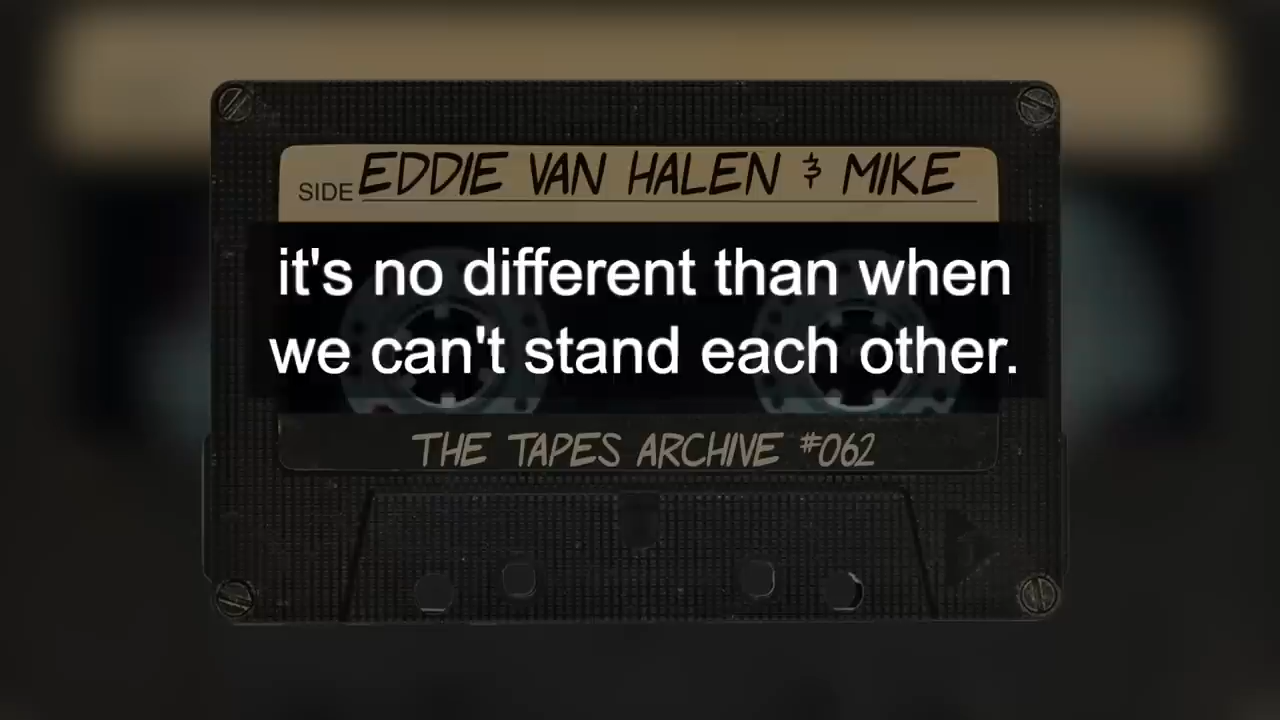 SIDE EDDIE VAN HALEN & MIKE
it's no different than when
we can't stand each other.
THE TAPES ARCHIVE #062